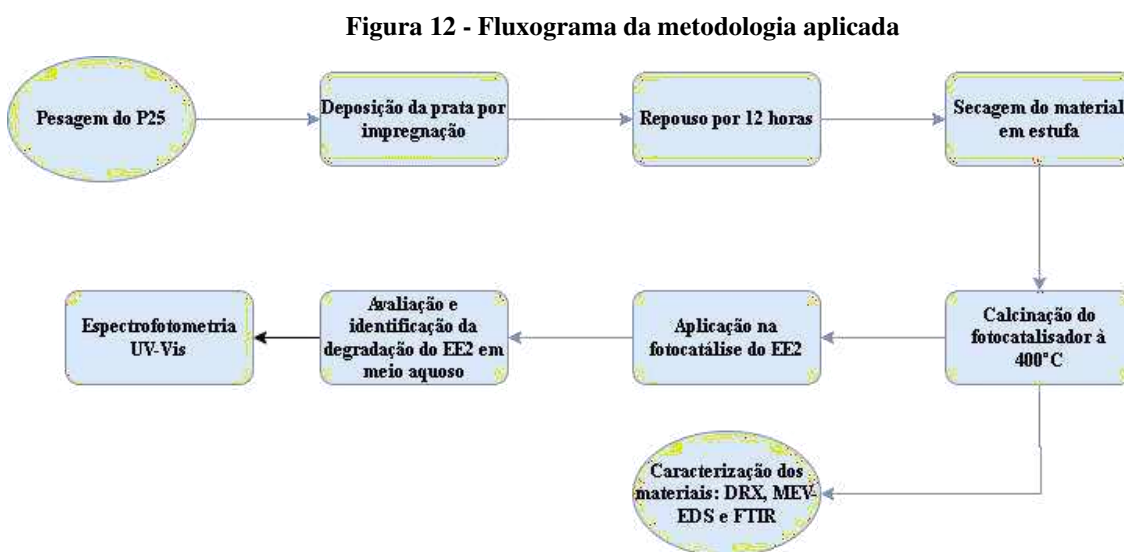 Figura 12 - Fluxograma da metodologia aplicada
Pesagem do P25
Deposição da prata por
impregnação
Repouso por 12 horas
Secagem do material
em estufa
Calcinação do
fotocatalisador à
400°C
Aplicação na
fotocatálise do EE2
Avaliação e
identificação da
degradação do EE2 em
meio aquoso
Espectrofotometria
UV-Vis
Caracterização dos
materiais: DRX, MEV-
EDS e FTIR